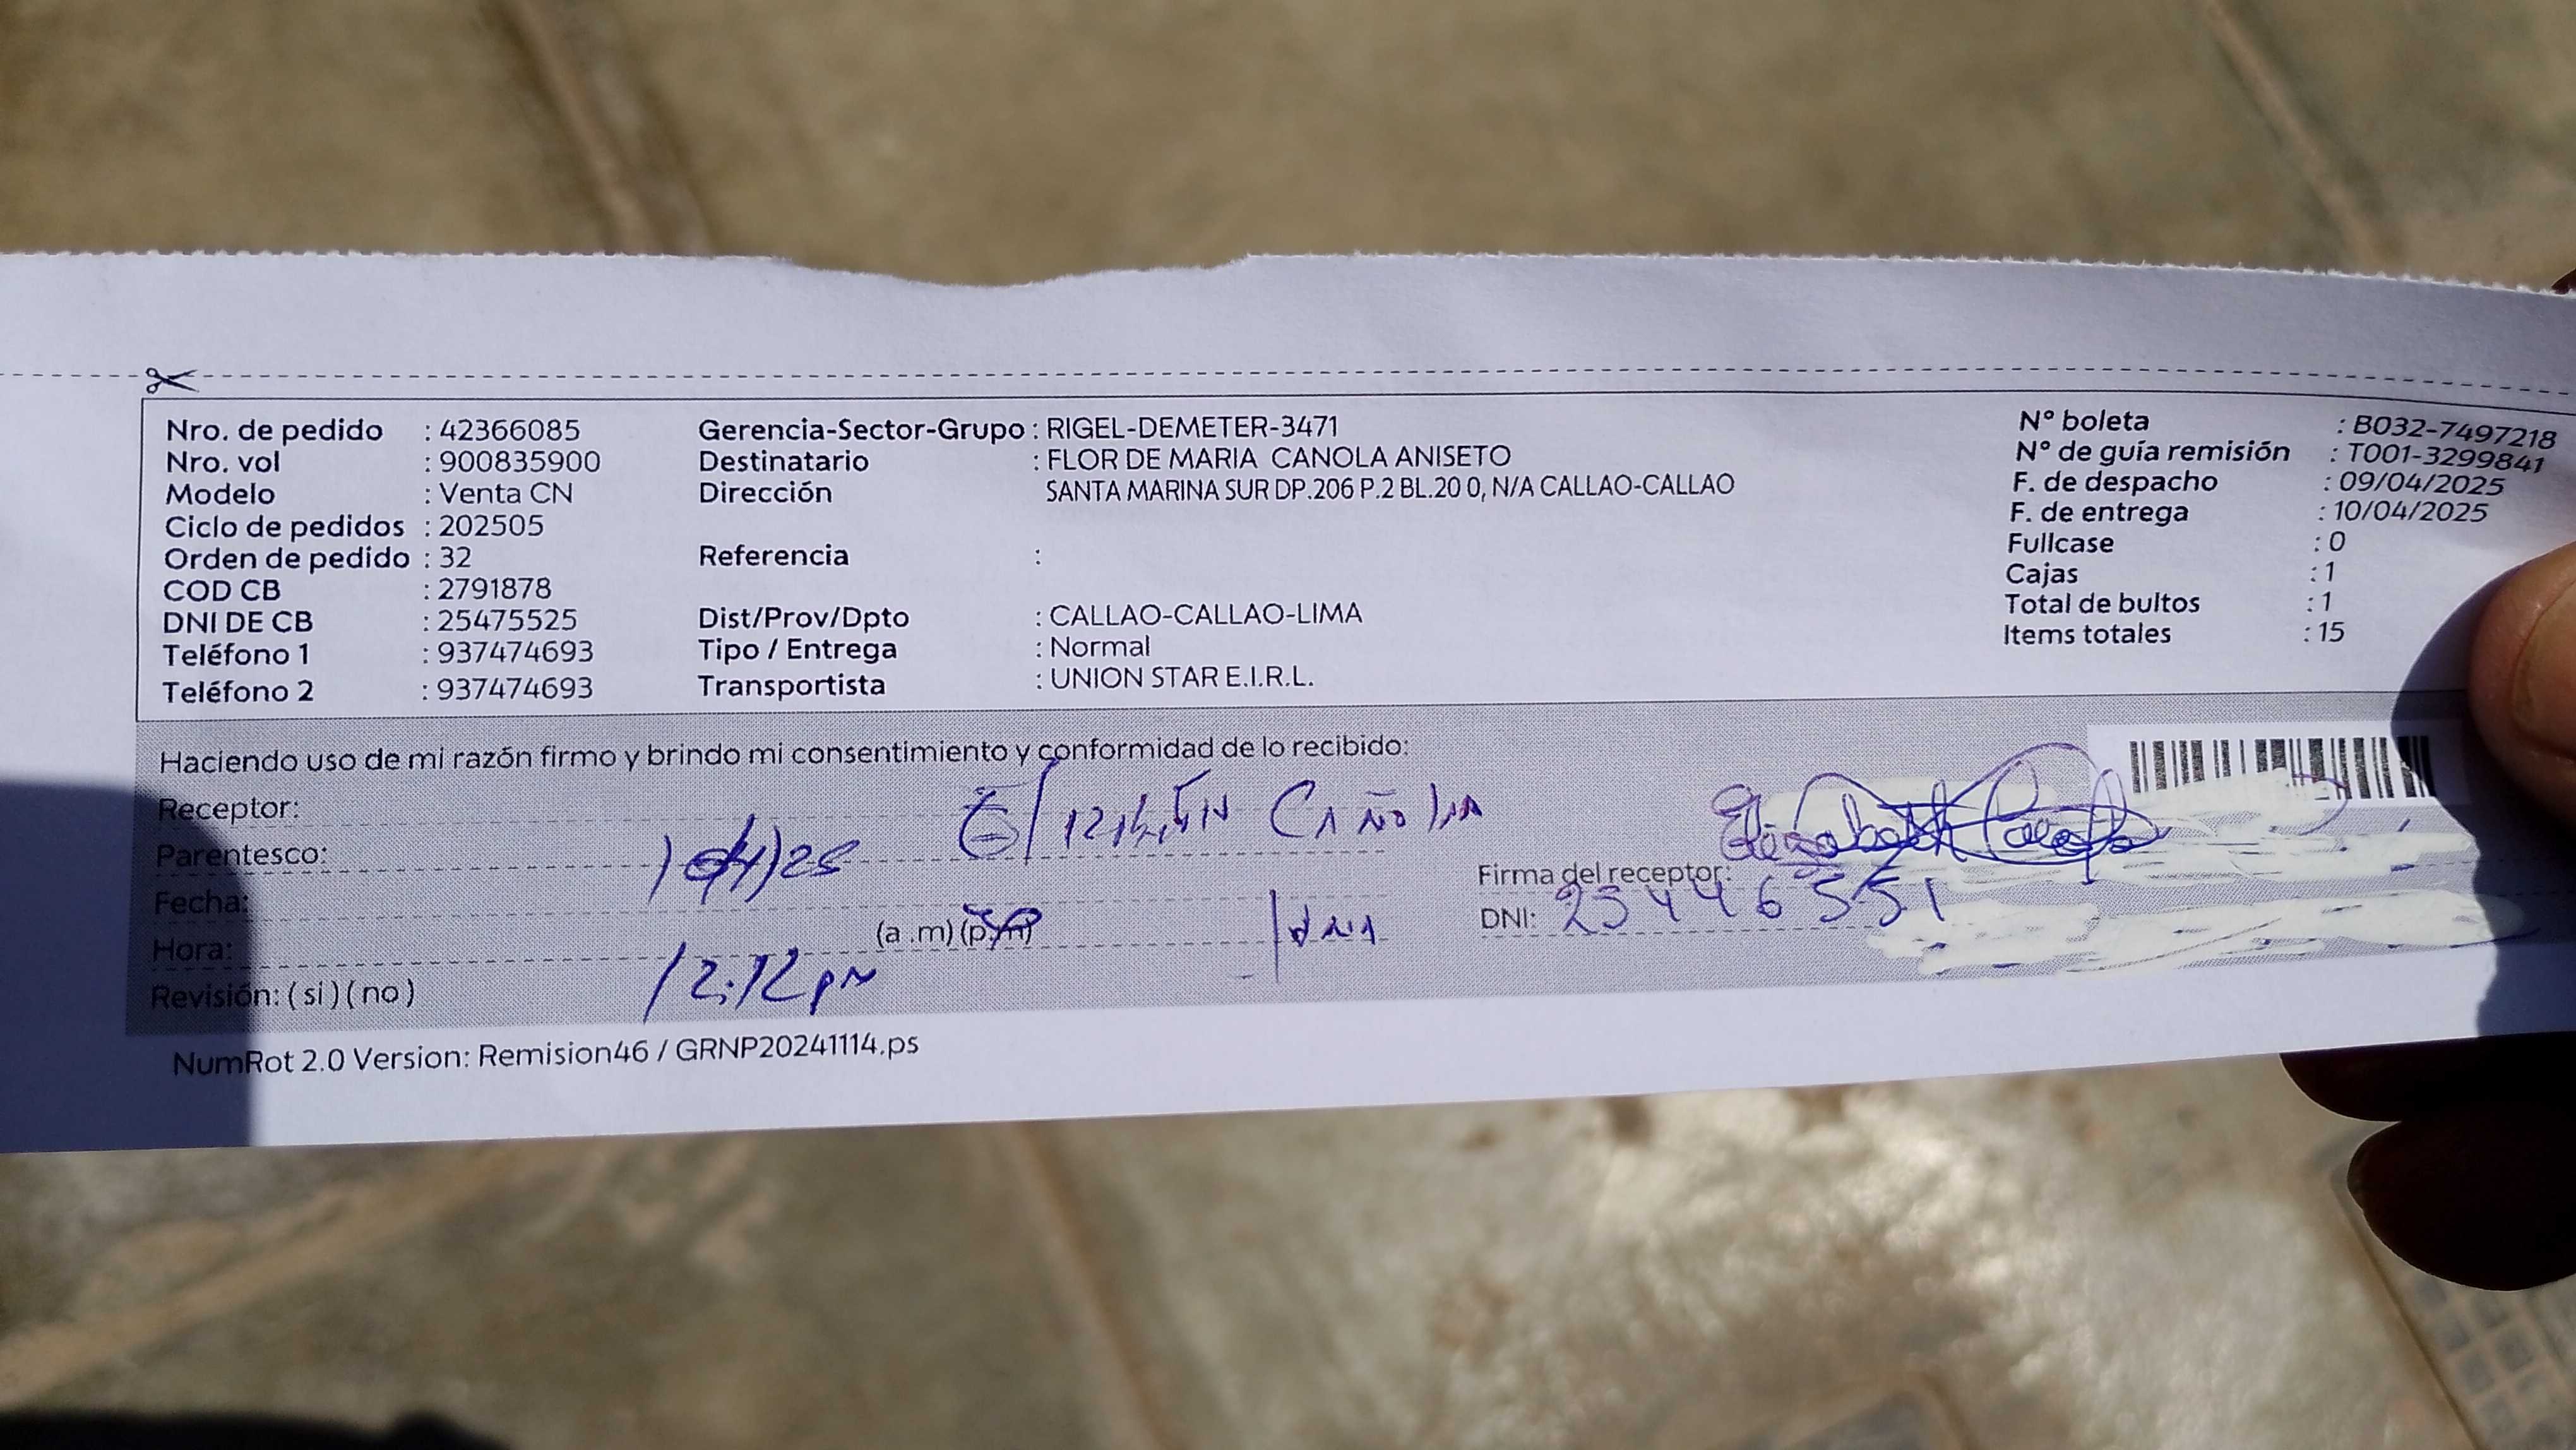 Nro. de pedido : 42366085
Nro. vol : 900835900
Modelo : Venta CN
Ciclo de pedidos : 202505
Orden de pedido : 32
COD CB : 2791878
DNI DE CB : 25475525
Teléfono 1 : 937474693
Teléfono 2 : 937474693
Gerencia-Sector-Grupo : RIGEL-DEMETER-3471
Destinatario : FLOR DE MARIA CANOLA ANISETO
Dirección SANTA MARINA SUR DP.206 P.2 BL.20 0, N/A CALLAO-CALLAO
Referencia :
Dist/Prov/Dpto : CALLAO-CALLAO-LIMA
Tipo / Entrega : Normal
Transportista : UNION STAR E.I.R.L.
N° boleta : B032-7497218
N° de guía remisión : T001-3299841
F. de despacho : 09/04/2025
F. de entrega : 10/04/2025
Fullcase : 0
Cajas : 1
Total de bultos : 1
Items totales : 15
Haciendo uso de mi razón firmo y brindo mi consentimiento y conformidad de lo recibido:
Receptor:
Parentesco:
Fecha:
Hora: (a .m) (p.m)
12:12 pm
Revisión: ( si ) ( no )
Firma del receptor:
DNI: 25446551
NumRot 2.0 Version: Remision46 / GRNP20241114.ps